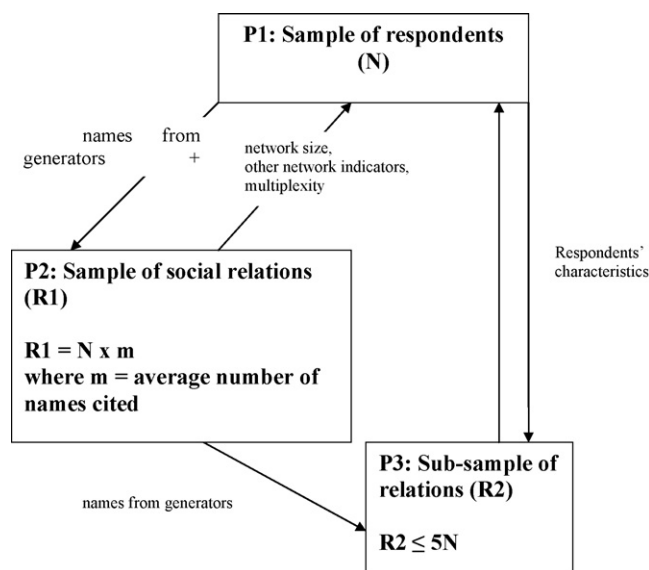 P1: Sample of respondents
(N)
names from
generators +
network size,
other network indicators,
multiplexity
P2: Sample of social relations
(R1)
R1 = N x m
where m = average number of
names cited
Respondents’
characteristics
names from generators
P3: Sub-sample of
relations (R2)
R2 ≤ 5N